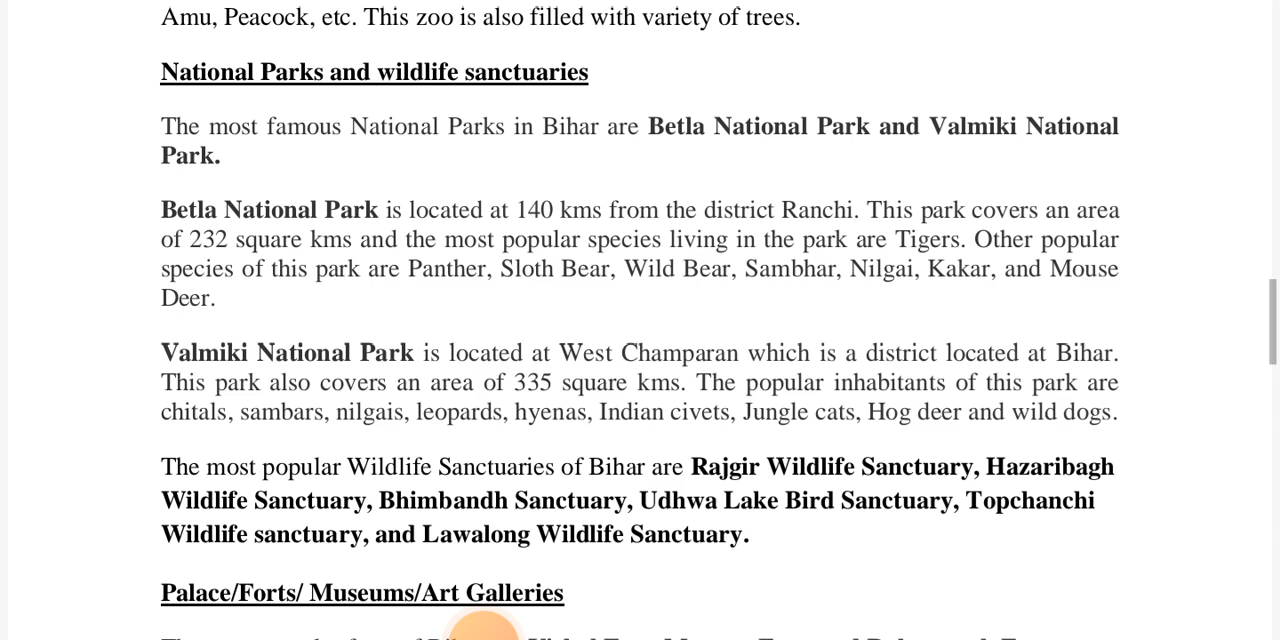 Amu, Peacock, etc. This zoo is also filled with variety of trees.
National Parks and wildlife sanctuaries
The most famous National Parks in Bihar are Betla National Park and Valmiki National
Park.
Betla National Park is located at 140 kms from the district Ranchi. This park covers an area
of 232 square kms and the most popular species living in the park are Tigers. Other popular
species of this park are Panther, Sloth Bear, Wild Bear, Sambhar, Nilgai, Kakar, and Mouse
Deer.
Valmiki National Park is located at West Champaran which is a district located at Bihar.
This park also covers an area of 335 square kms. The popular inhabitants of this park are
chitals, sambars, nilgais, leopards, hyenas, Indian civets, Jungle cats, Hog deer and wild dogs.
The most popular Wildlife Sanctuaries of Bihar are Rajgir Wildlife Sanctuary, Hazaribagh
Wildlife Sanctuary, Bhimbandh Sanctuary, Udhwa Lake Bird Sanctuary, Topchanchi
Wildlife sanctuary, and Lawalong Wildlife Sanctuary.
Palace/Forts/ Museums/Art Galleries